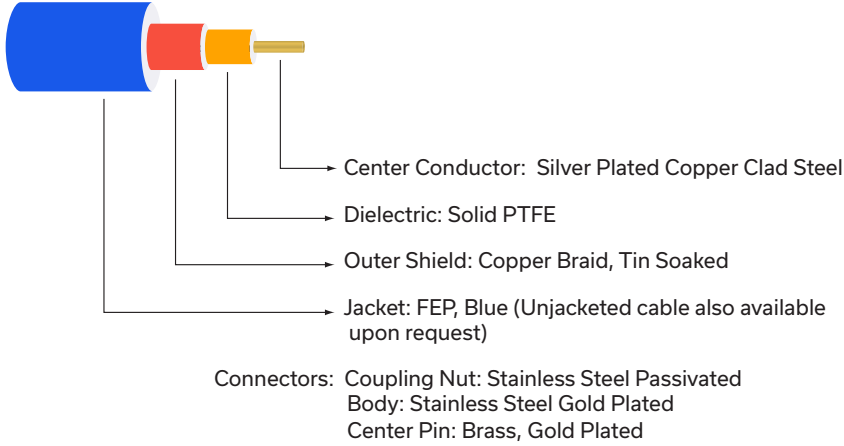 Center Conductor: Silver Plated Copper Clad Steel
Dielectric: Solid PTFE
Outer Shield: Copper Braid, Tin Soaked
Jacket: FEP, Blue (Unjacketed cable also available
upon request)
Connectors: Coupling Nut: Stainless Steel Passivated
Body: Stainless Steel Gold Plated
Center Pin: Brass, Gold Plated